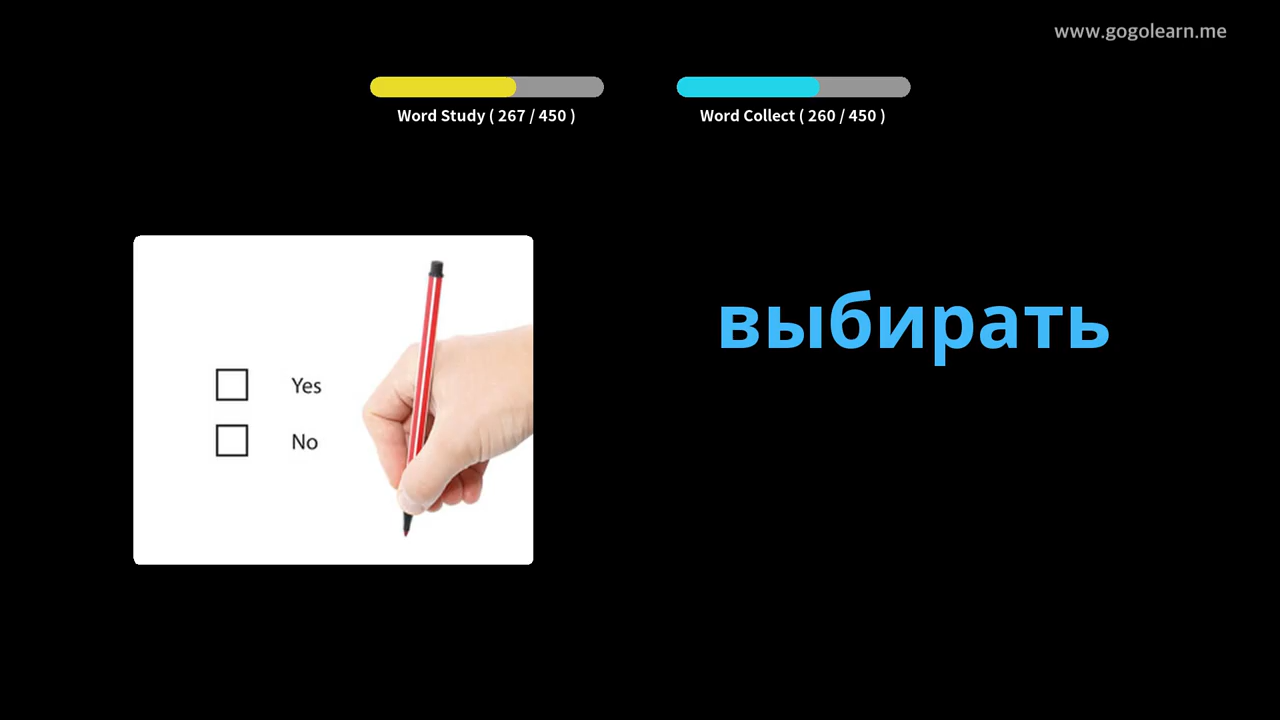 www.gogolearn.me
Word Study ( 267 / 450 )
Word Collect ( 260 / 450 )
выбирать
Yes
No